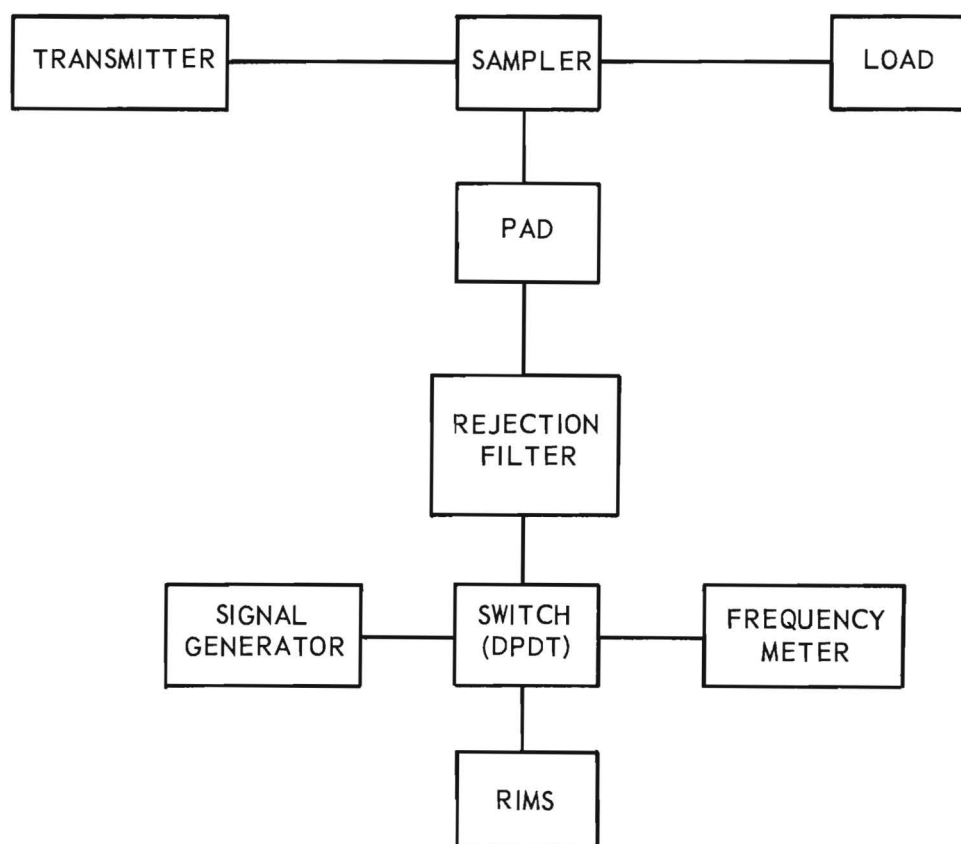 TRANSMITTER
SAMPLER
LOAD
PAD
REJECTION
FILTER
SIGNAL
GENERATOR
SWITCH
(DPDT)
FREQUENCY
METER
RIMS